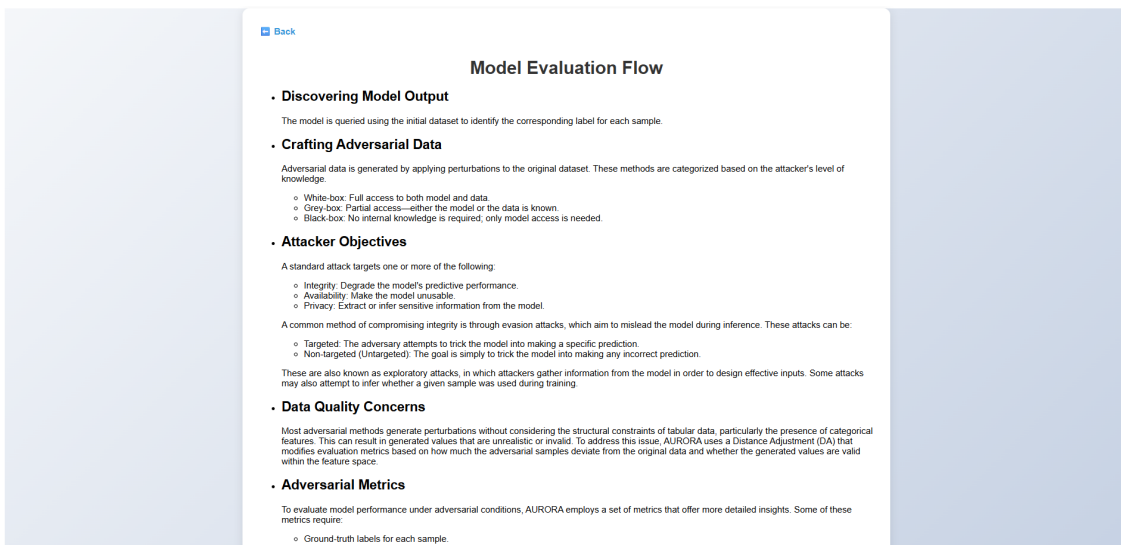 Back
Model Evaluation Flow
Discovering Model Output
The model is queried using the initial dataset to identify the corresponding label for each sample.
Crafting Adversarial Data
Adversarial data is generated by applying perturbations to the original dataset. These methods are categorized based on the attacker's level of
knowledge.
White-box: Full access to both model and data.
Grey-box: Partial access—either the model or the data is known.
Black-box: No internal knowledge is required; only model access is needed.
Attacker Objectives
A standard attack targets one or more of the following:
Integrity: Degrade the model's predictive performance.
Availability: Make the model unusable.
Privacy: Extract or infer sensitive information from the model.
A common method of compromising integrity is through evasion attacks, which aim to mislead the model during inference. These attacks can be:
Targeted: The adversary attempts to trick the model into making a specific prediction.
Non-targeted (Untargeted): The goal is simply to trick the model into making any incorrect prediction.
These are also known as exploratory attacks, in which attackers gather information from the model in order to design effective inputs. Some attacks
may also attempt to infer whether a given sample was used during training.
Data Quality Concerns
Most adversarial methods generate perturbations without considering the structural constraints of tabular data, particularly the presence of categorical
features. This can result in generated values that are unrealistic or invalid. To address this issue, AURORA uses a Distance Adjustment (DA) that
modifies evaluation metrics based on how much the adversarial samples deviate from the original data and whether the generated values are valid
within the feature space.
Adversarial Metrics
To evaluate model performance under adversarial conditions, AURORA employs a set of metrics that offer more detailed insights. Some of these
metrics require:
Ground-truth labels for each sample.